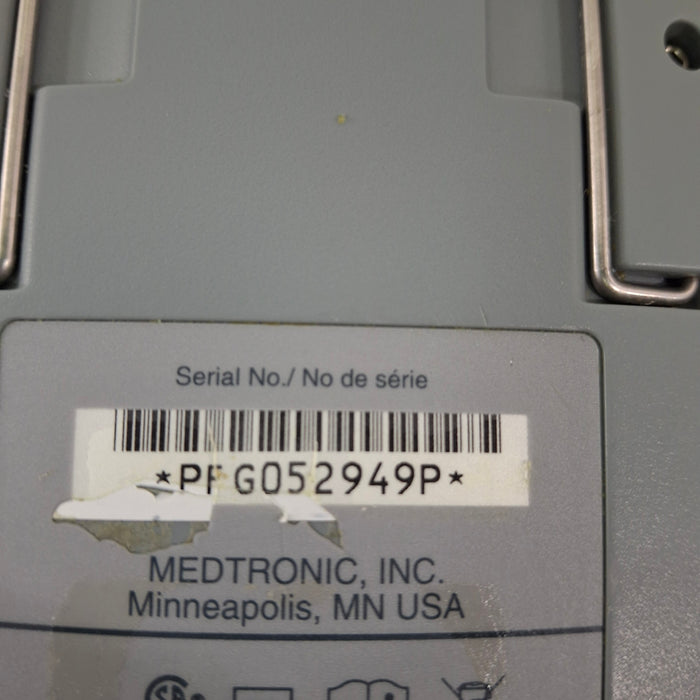 Serial No./ No de série
*PFG052949P*
MEDTRONIC, INC.
Minneapolis, MN USA